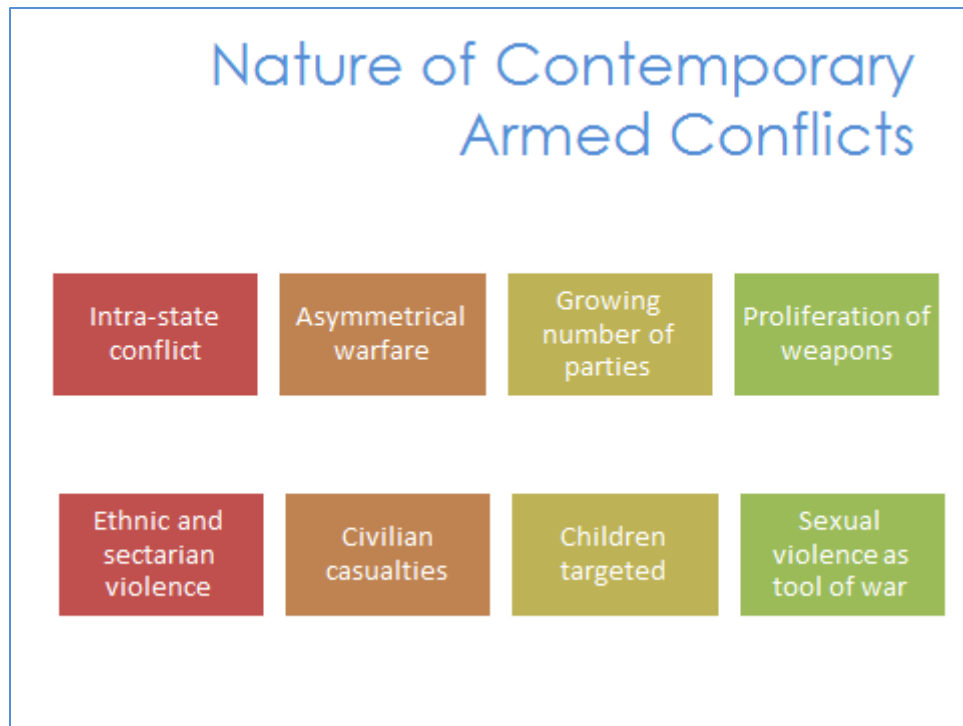 Nature of Contemporary
Armed Conflicts
Intra-state
conflict
Asymmetrical
warfare
Growing
number of
parties
Proliferation of
weapons
Ethnic and
sectarian
violence
Civilian
casualties
Children
targeted
Sexual
violence as
tool of war